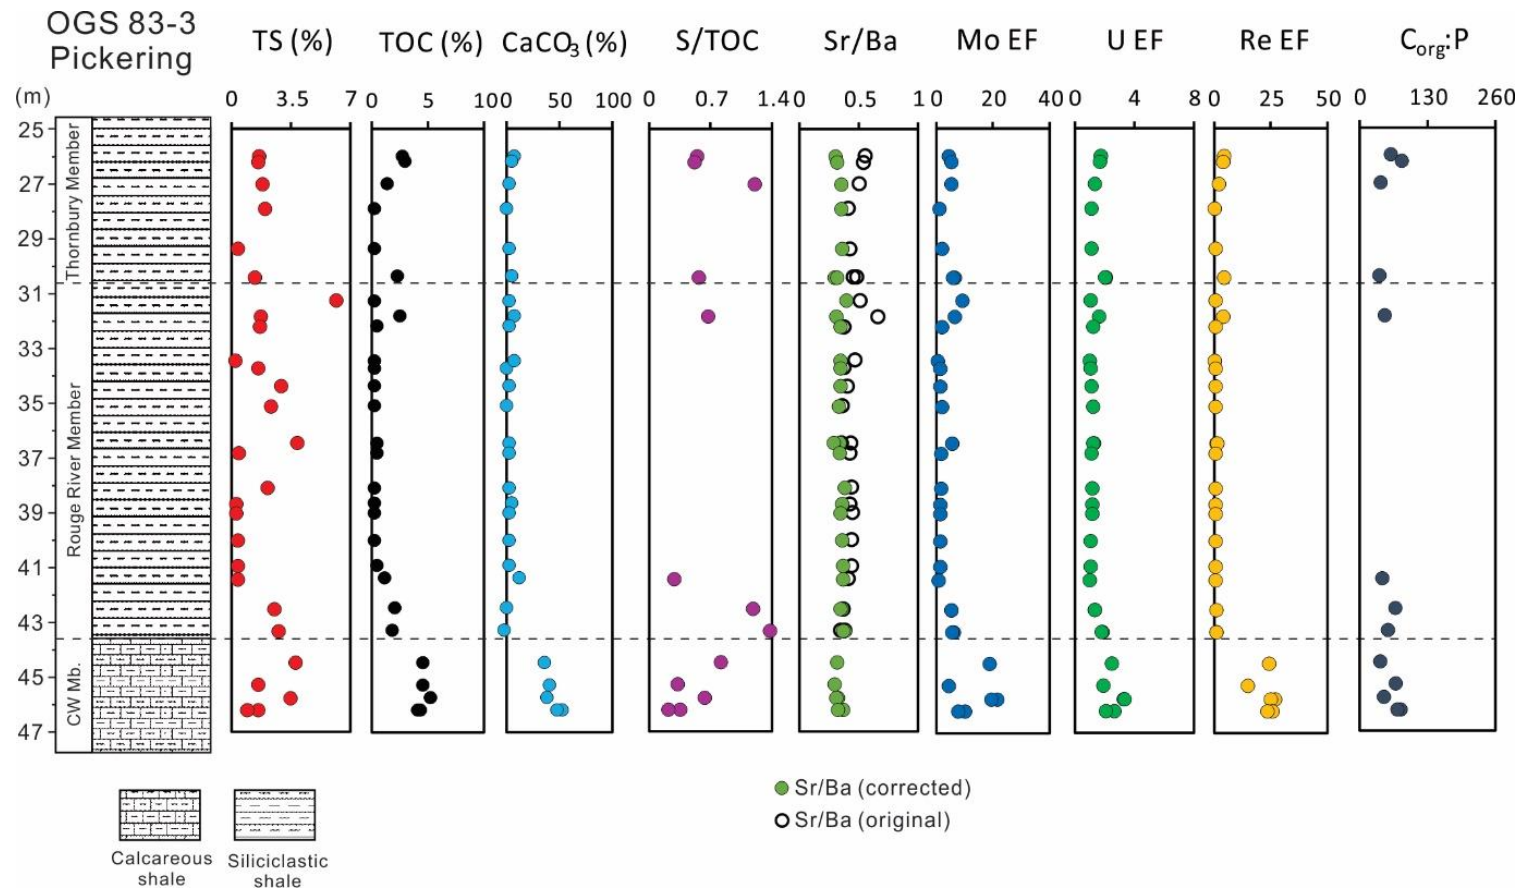 OGS 83-3
Pickering
TS (%)
TOC (%)
CaCO₃ (%)
S/TOC
Sr/Ba
Mo EF
U EF
Re EF
Corg:P
(m)
0 3.5 7
0 5 10
0 50 100
0 0.7 1.4
0 0.5 1
0 20 40
0 4 8
0 25 50
0 130 260
25
27
29
31
33
35
37
39
41
43
45
47
Thornbury Member
Rouge River Member
CW Mb.
Sr/Ba (corrected)
Sr/Ba (original)
Calcareous
shale
Siliciclastic
shale